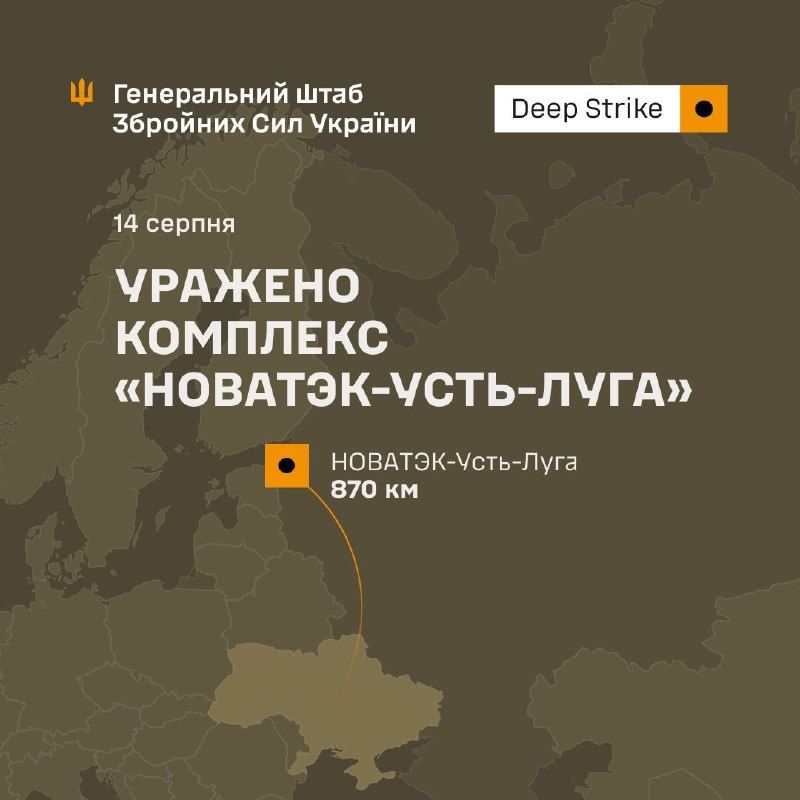 Генеральний штаб
Збройних Сил України
Deep Strike
14 серпня
УРАЖЕНО
КОМПЛЕКС
«НОВАТЭК-УСТЬ-ЛУГА»
НОВАТЭК-Усть-Луга
870 км